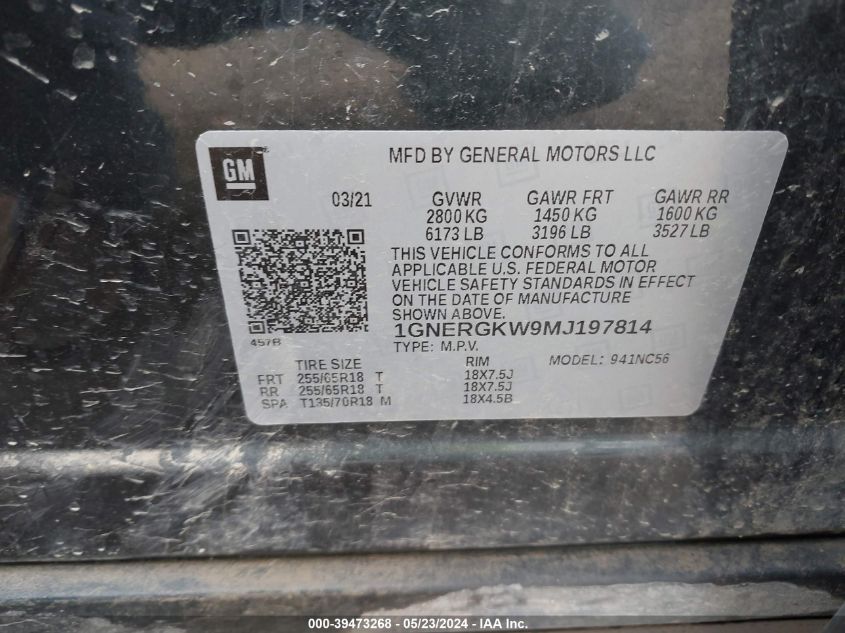 GM
MFD BY GENERAL MOTORS LLC
03/21
GVWR GAWR FRT GAWR RR
2800 KG 1450 KG 1600 KG
6173 LB 3196 LB 3527 LB
THIS VEHICLE CONFORMS TO ALL
APPLICABLE U.S. FEDERAL MOTOR
VEHICLE SAFETY STANDARDS IN EFFECT
ON THE DATE OF MANUFACTURE
SHOWN ABOVE.
1GNERGKW9MJ197814
457B
TYPE: M.P.V. MODEL: 941NC56
TIRE SIZE RIM
FRT 255/65R18 T 18X7.5J
RR 255/65R18 T 18X7.5J
SPA T135/70R18 M 18X4.5B
000-39473268 - 05/23/2024 - IAA Inc.